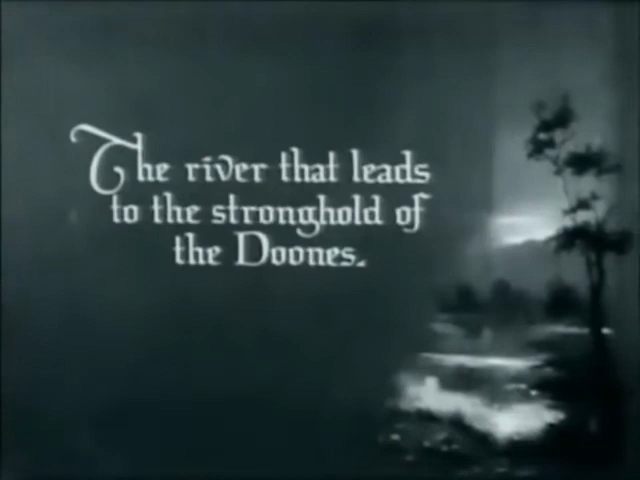 The river that leads
to the stronghold of
the Doones.